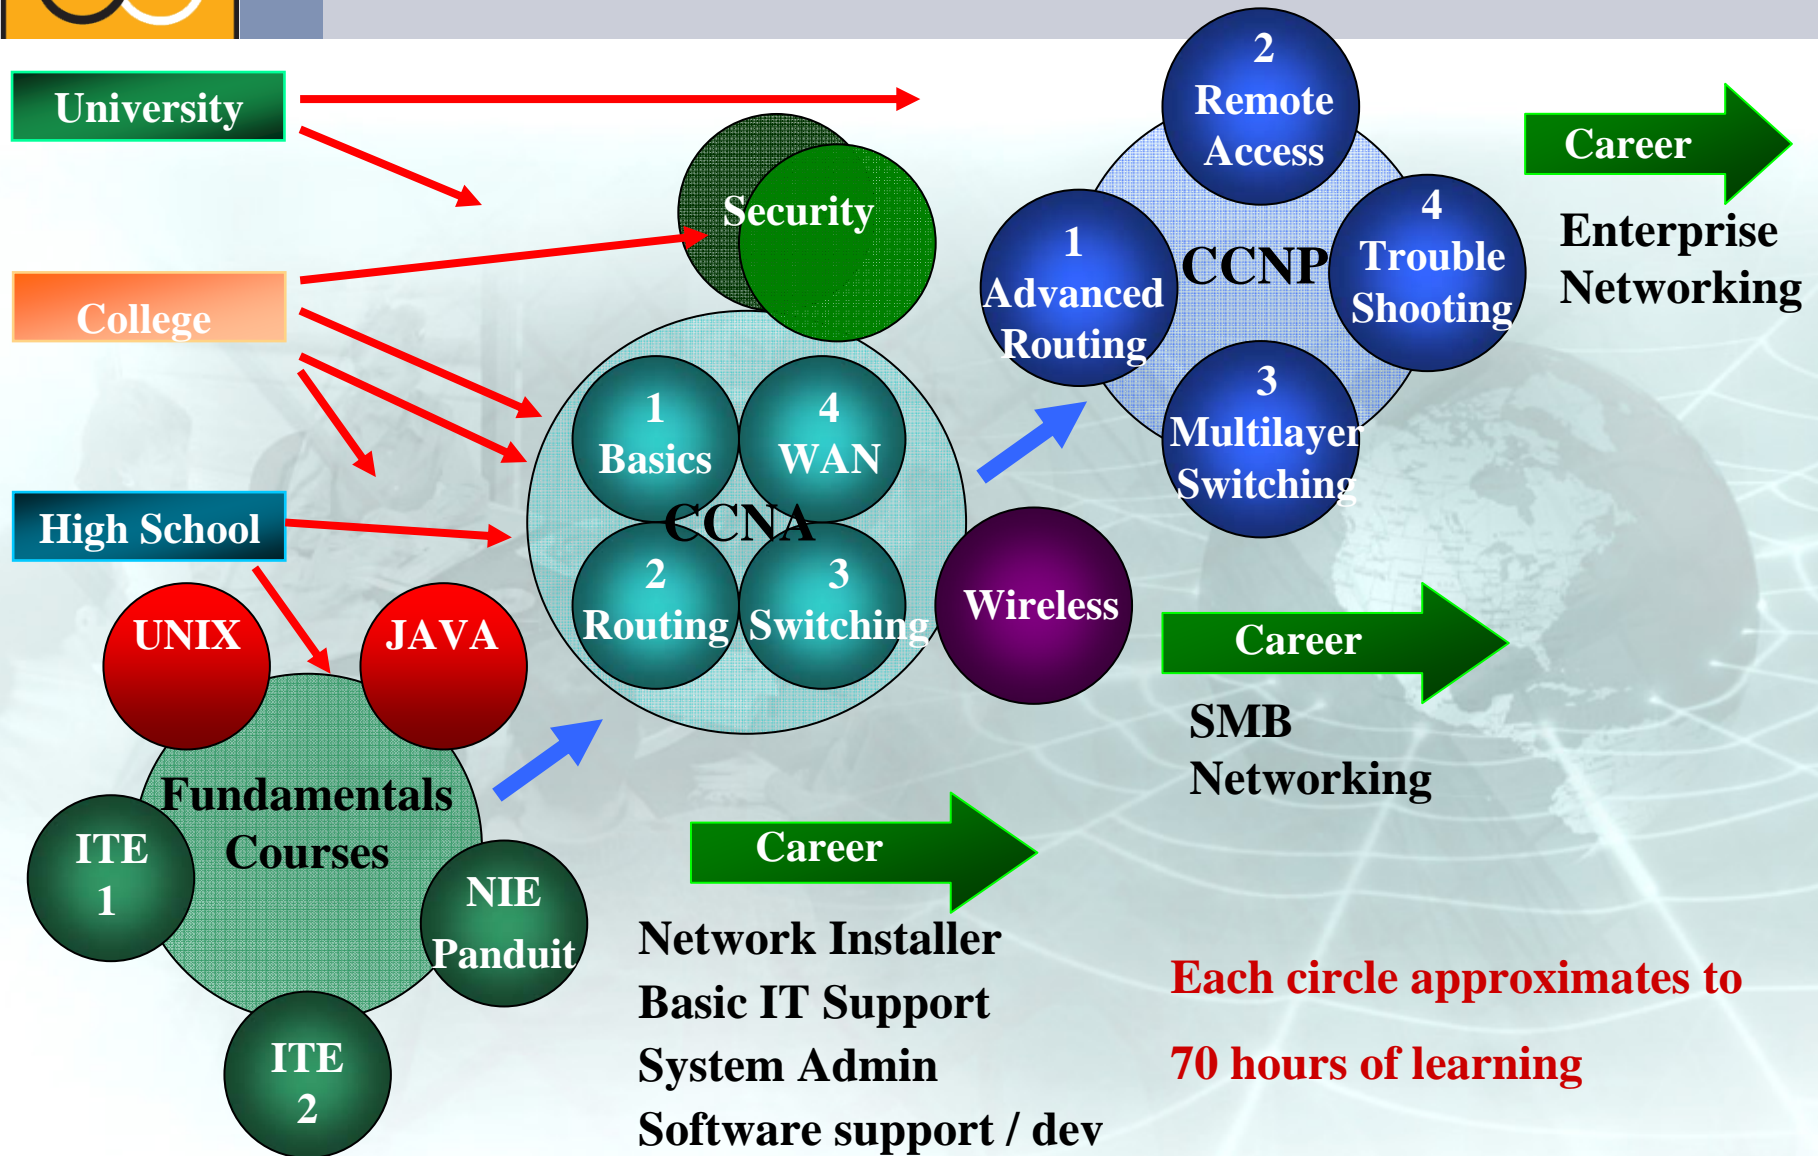 University
College
High School
Security
1
Basics
4
WAN
CCNA
2
Routing
3
Switching
Wireless
2
Remote
Access
1
Advanced
Routing
CCNP
4
Trouble
Shooting
3
Multilayer
Switching
Career
Enterprise
Networking
Career
SMB
Networking
UNIX
JAVA
Fundamentals
Courses
ITE
1
NIE
Panduit
ITE
2
Career
Network Installer
Basic IT Support
System Admin
Software support / dev
Each circle approximates to
70 hours of learning